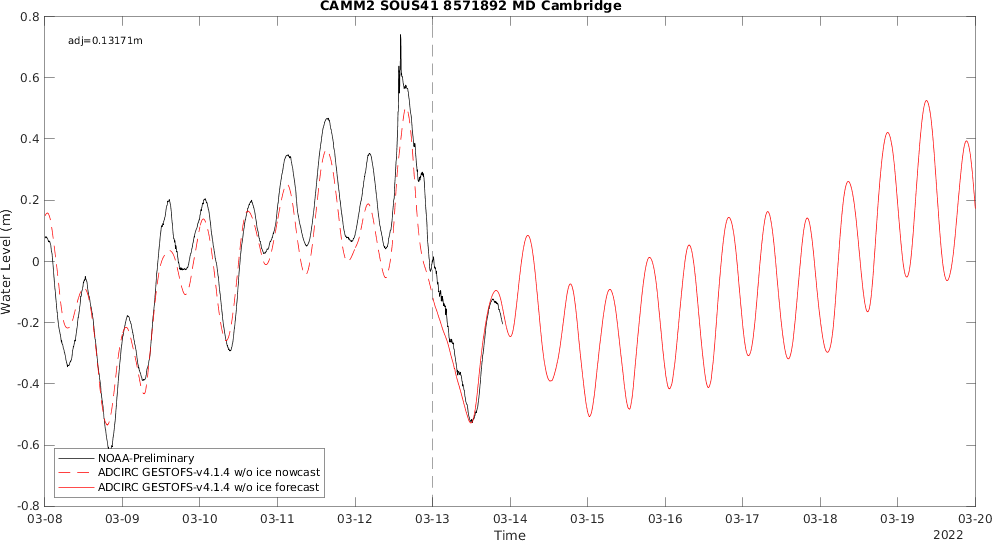 CAMM2 SOUS41 8571892 MD Cambridge
adj=0.13171m
0.8
0.6
0.4
0.2
0
-0.2
-0.4
-0.6
-0.8
Water Level (m)
NOAA-Preliminary
ADCIRC GESTOFS-v4.1.4 w/o ice nowcast
ADCIRC GESTOFS-v4.1.4 w/o ice forecast
03-08 03-09 03-10 03-11 03-12 03-13 03-14 03-15 03-16 03-17 03-18 03-19 03-20
Time
2022